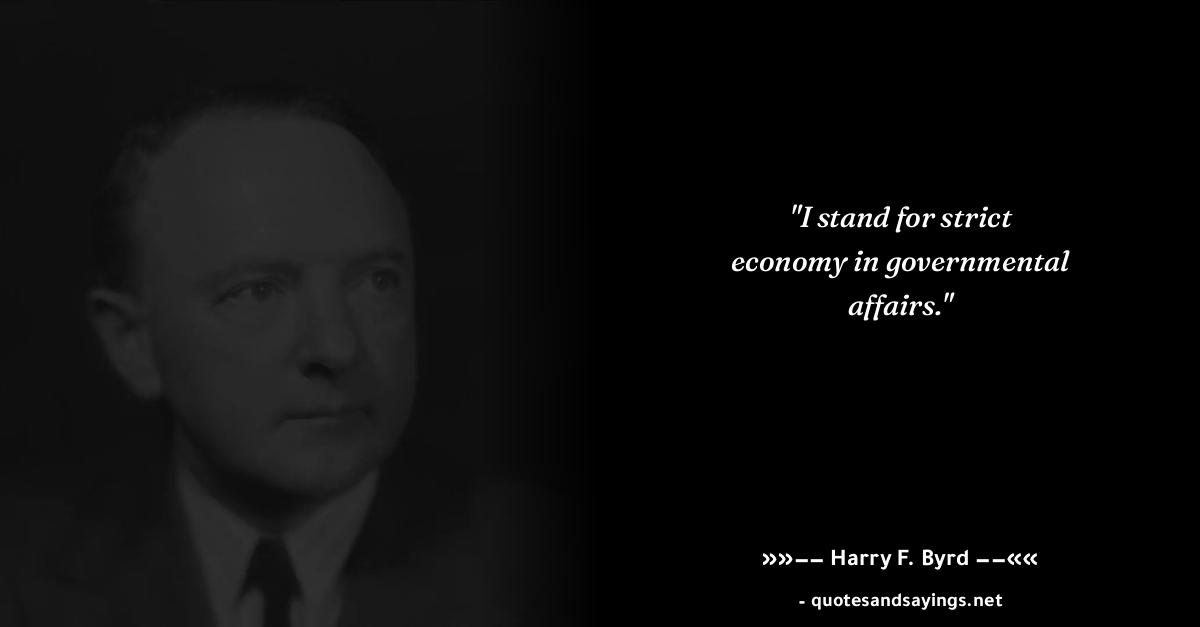 "I stand for strict
economy in governmental
affairs."
»»–– Harry F. Byrd ––««
- quotesandsayings.net